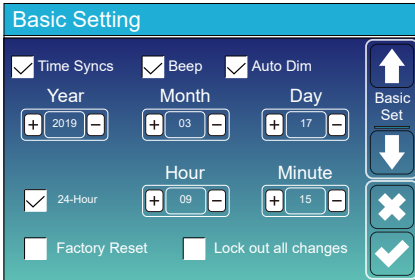 Basic Setting
Time Syncs Beep Auto Dim
Year Month Day
+ 2019 − + 03 − + 17 −
Basic
Set
Hour Minute
24-Hour + 09 − + 15 −
Factory Reset Lock out all changes